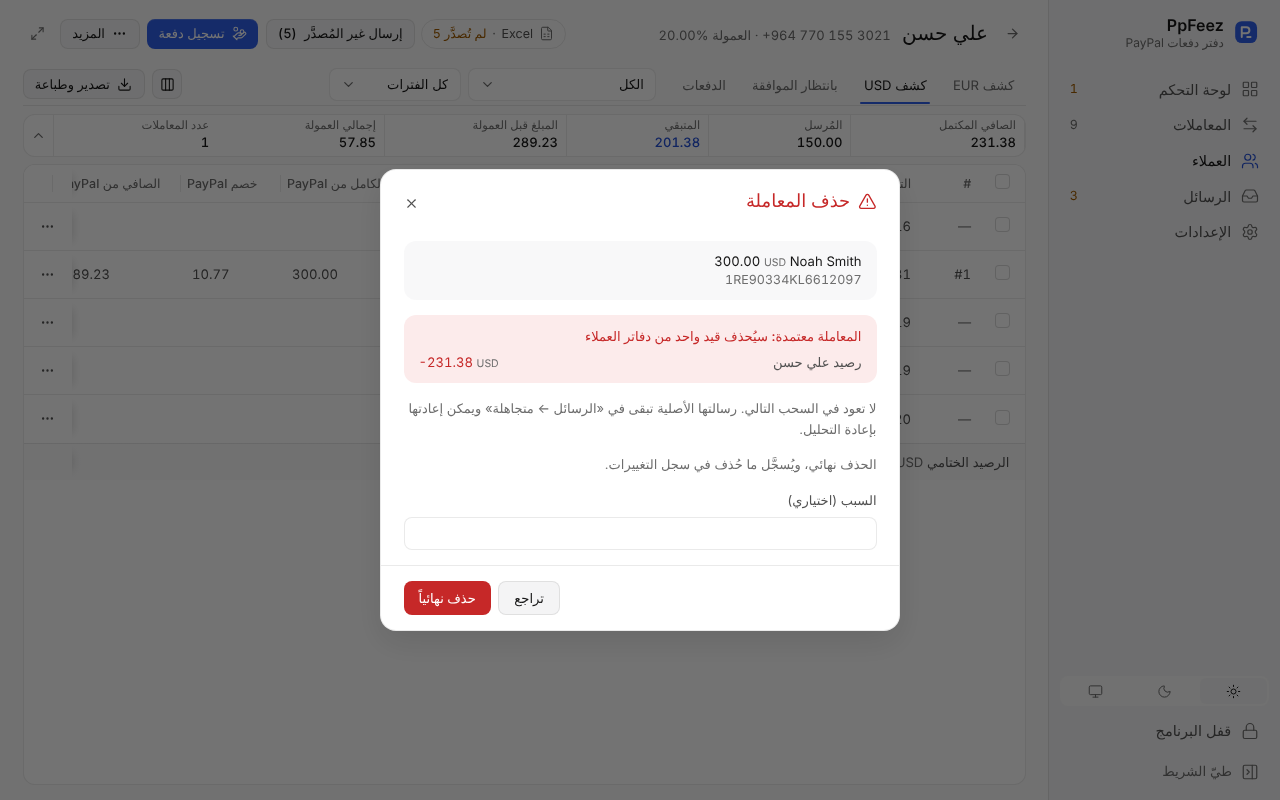 PpFeez
دفتر دفعات PayPal
لوحة التحكم 1
المعاملات 9
العملاء
الرسائل 3
الإعدادات
قفل البرنامج
طيّ الشريط
علي حسن
+964 770 155 3021 · العمولة 20.00%
Excel · لم تُصدَّر 5
إرسال غير المُصدَّر (5)
تسجيل دفعة
المزيد
كشف EUR
كشف USD
بانتظار الموافقة
الدفعات
الكل
كل الفترات
تصدير وطباعة
الصافي المكتمل
231.38
المُرسل
150.00
المتبقي
201.38
المبلغ قبل العمولة
289.23
إجمالي العمولة
57.85
عدد المعاملات
1
#
خصم PayPal
الصافي من
—
#1
300.00
10.77
89.23
—
—
—
الرصيد الختامي USD
حذف المعاملة
300.00 USD Noah Smith
1RE90334KL6612097
المعاملة معتمدة: سيُحذف قيد واحد من دفاتر العملاء
رصيد علي حسن
-231.38 USD
لا تعود في السحب التالي. رسالتها الأصلية تبقى في «الرسائل ← متجاهلة» ويمكن إعادتها
بإعادة التحليل.
الحذف نهائي، ويُسجَّل ما حُذف في سجل التغييرات.
السبب (اختياري)
تراجع
حذف نهائياً